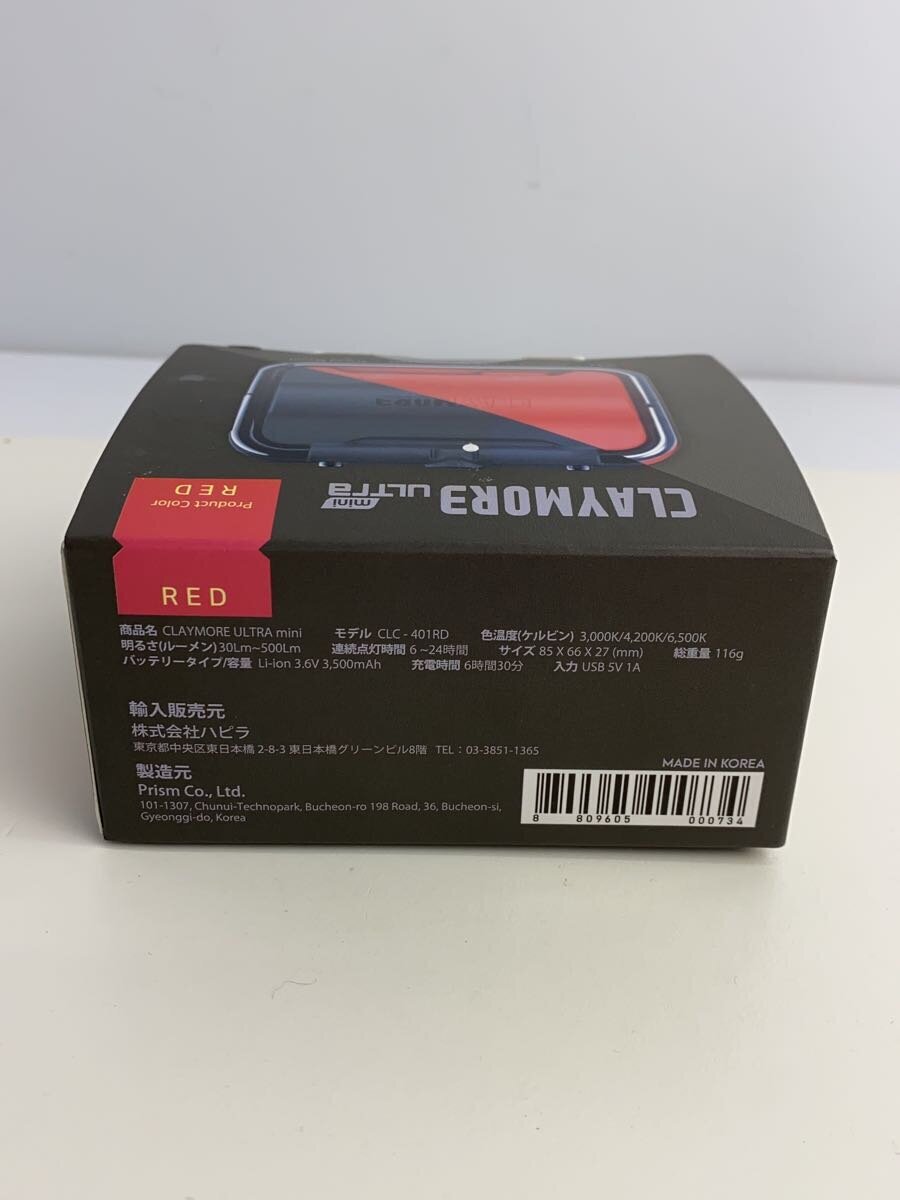 CLAYMORE
mini ULTRa
Product Color
RED
RED
商品名 CLAYMORE ULTRA mini モデル CLC - 401RD 色温度(ケルビン) 3,000K/4,200K/6,500K
明るさ(ルーメン)30Lm~500Lm 連続点灯時間 6 ~24時間 サイズ 85 X 66 X 27 (mm) 総重量 116g
バッテリータイプ/容量 Li-ion 3.6V 3,500mAh 充電時間 6時間30分 入力 USB 5V 1A
輸入販売元
株式会社ハピラ
東京都中央区東日本橋 2-8-3 東日本橋グリーンビル8階 TEL : 03-3851-1365
製造元
Prism Co., Ltd.
101-1307, Chunui-Technopark, Bucheon-ro 198 Road, 36, Bucheon-si,
Gyeonggi-do, Korea
MADE IN KOREA
8 809605 000734